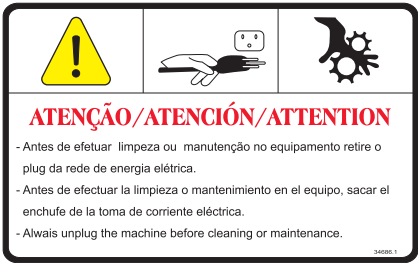 ATENÇÃO/ATENCIÓN/ATTENTION
- Antes de efetuar limpeza ou manutenção no equipamento retire o
plug da rede de energia elétrica.
- Antes de efectuar la limpieza o mantenimiento en el equipo, sacar el
enchufe de la toma de corriente eléctrica.
- Alwais unplug the machine before cleaning or maintenance.
34686.1